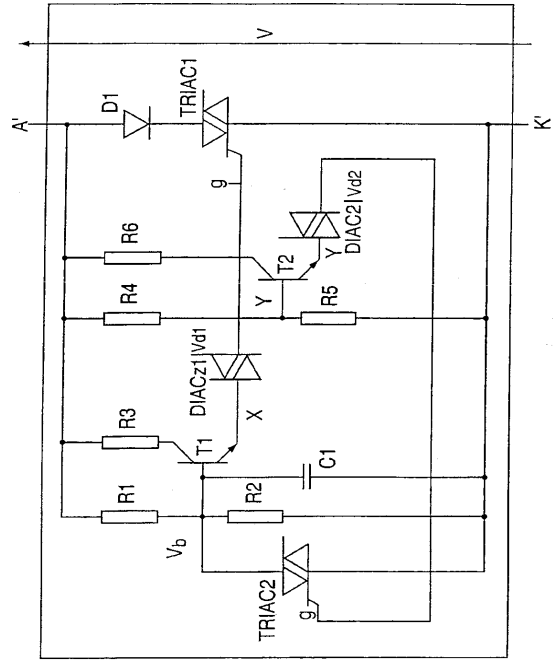 A'
V
D1
TRIAC1
g
R6
R4
R3
R1
DIAC2|Vd2
Y
T2
Y
R5
DIACz1|Vd1
X
T1
C1
R2
Vb
TRIAC2
g
K'